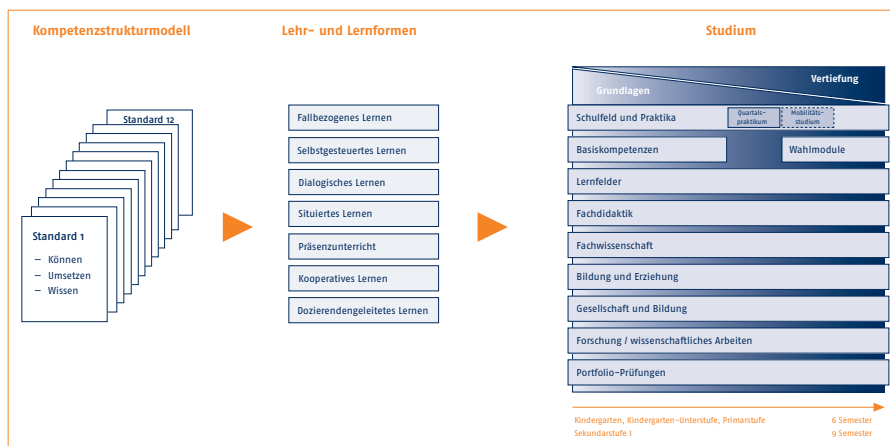 Kompetenzstrukturmodell
Lehr- und Lernformen
Studium
Standard 12
Standard 1
– Können
– Umsetzen
– Wissen
Fallbezogenes Lernen
Selbstgesteuertes Lernen
Dialogisches Lernen
Situiertes Lernen
Präsenzunterricht
Kooperatives Lernen
Dozierendengeleitetes Lernen
Vertiefung
Grundlagen
Schulfeld und Praktika
Quartals-
praktikum
Mobilitäts-
studium
Basiskompetenzen
Wahlmodule
Lernfelder
Fachdidaktik
Fachwissenschaft
Bildung und Erziehung
Gesellschaft und Bildung
Forschung / wissenschaftliches Arbeiten
Portfolio-Prüfungen
Kindergarten, Kindergarten-Unterstufe, Primarstufe 6 Semester
Sekundarstufe I 9 Semester